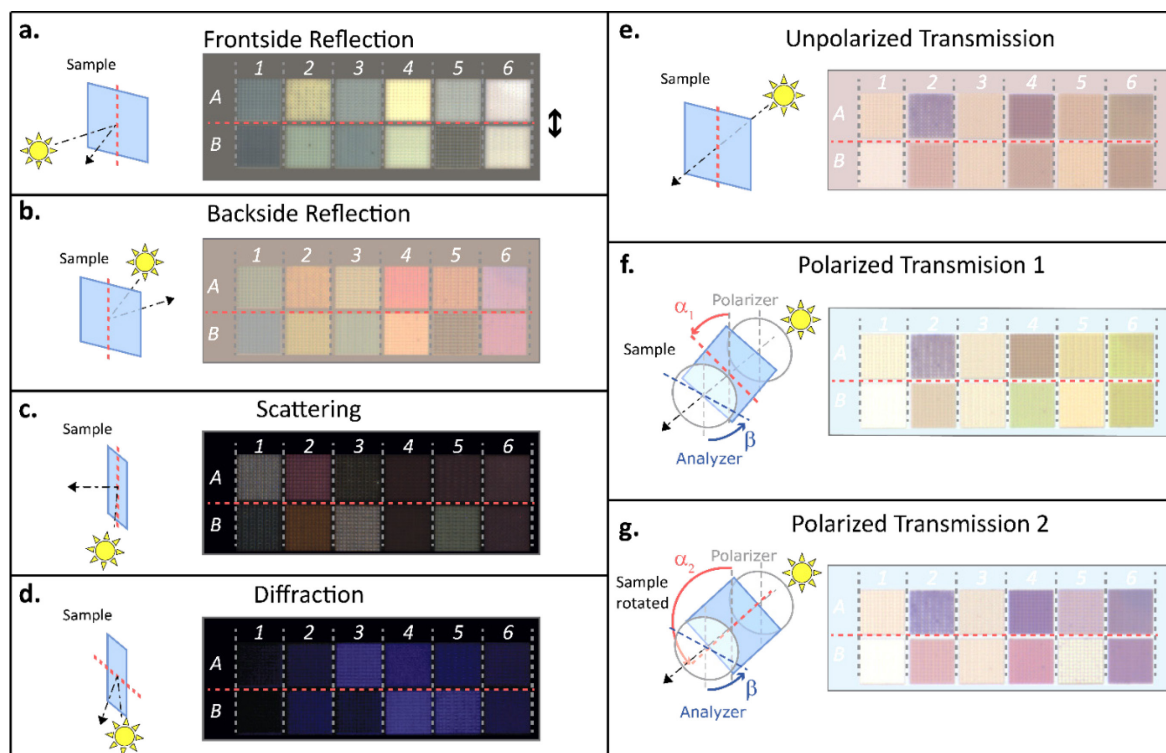 a.
Frontside Reflection
Sample
1 2 3 4 5 6
A
B
b.
Backside Reflection
Sample
1 2 3 4 5 6
A
B
c.
Scattering
Sample
1 2 3 4 5 6
A
B
d.
Diffraction
Sample
1 2 3 4 5 6
A
B
e.
Unpolarized Transmission
Sample
1 2 3 4 5 6
A
B
f.
Polarized Transmision 1
Polarizer
α1
Sample
β
Analyzer
1 2 3 4 5 6
A
B
g.
Polarized Transmission 2
Polarizer
α2
Sample
rotated
β
Analyzer
1 2 3 4 5 6
A
B